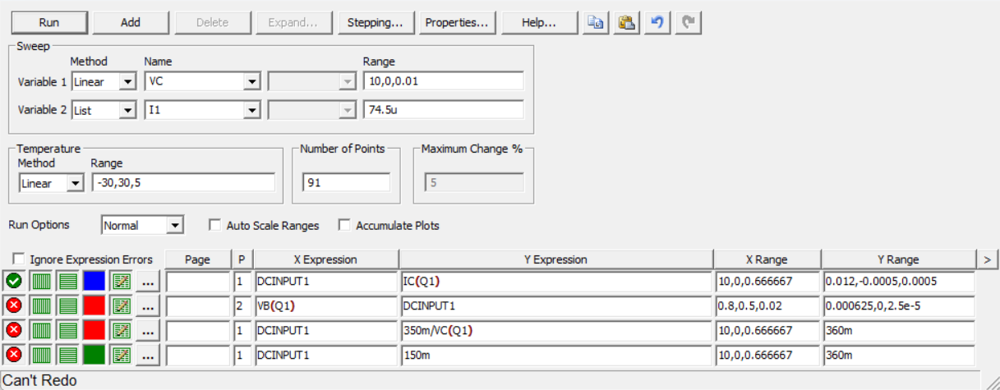 Run Add Delete Expand... Stepping... Properties... Help...
Sweep
Method Name Range
Variable 1 Linear VC 10,0,0.01
Variable 2 List I1 74.5u
Temperature Number of Points Maximum Change %
Method Range
Linear -30,30,5 91 5
Run Options Normal Auto Scale Ranges Accumulate Plots
Ignore Expression Errors Page P X Expression Y Expression X Range Y Range >
... 1 DCINPUT1 IC(Q1) 10,0,0.666667 0.012,-0.0005,0.0005
... 2 VB(Q1) DCINPUT1 0.8,0.5,0.02 0.000625,0,2.5e-5
... 1 DCINPUT1 350m/VC(Q1) 10,0,0.666667 360m
... 1 DCINPUT1 150m 10,0,0.666667 360m
Can't Redo